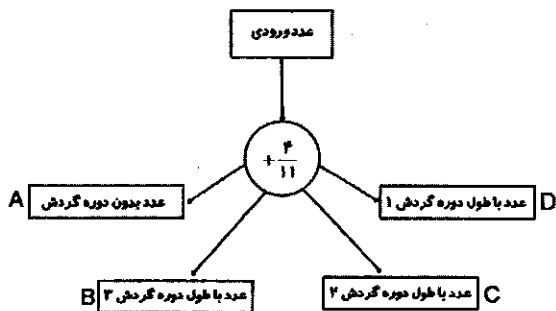 عدد ورودی
+ ۴/۱۱
D عدد با طول دوره گردش ۱
A عدد بدون دوره گردش
C عدد با طول دوره گردش ۲
B عدد با طول دوره گردش ۳